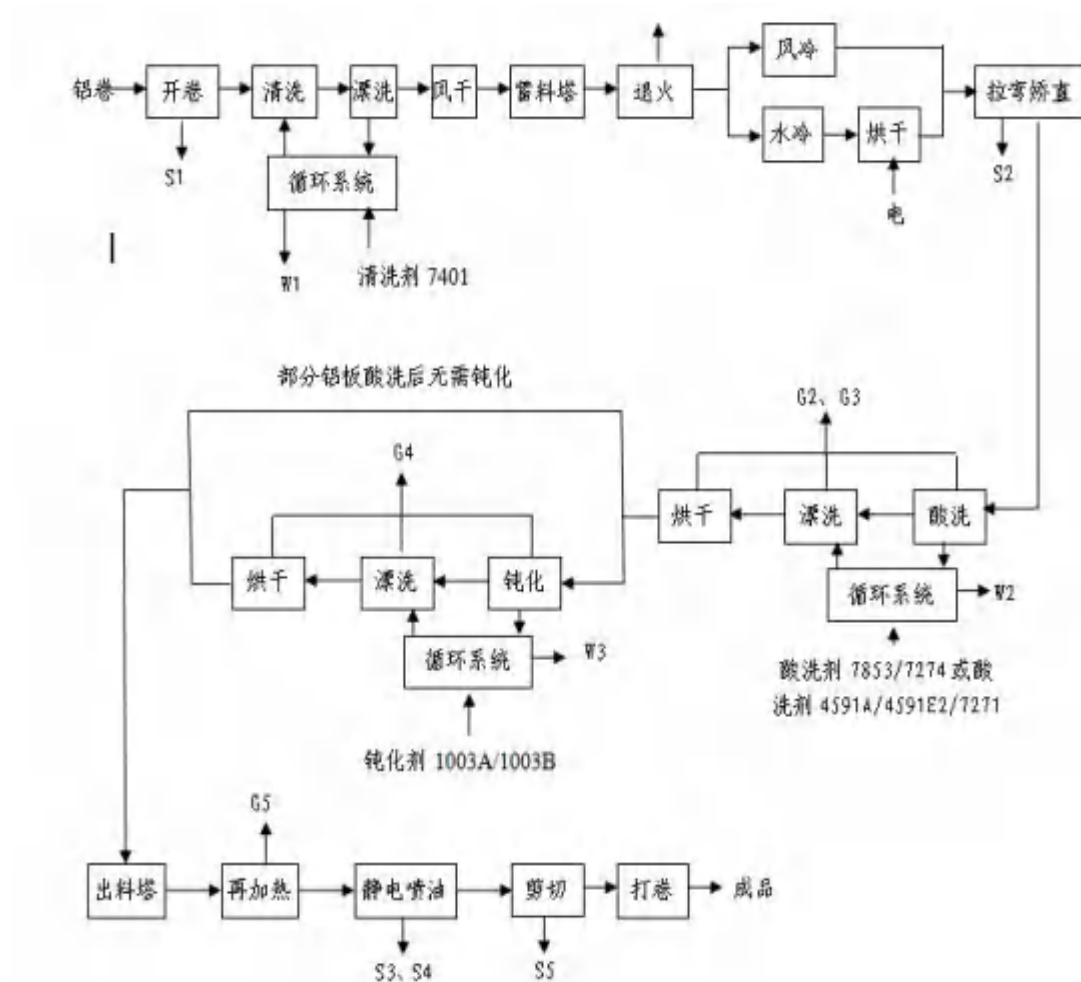 铝卷
开卷
清洗
漂洗
风干
雷料塔
退火
风冷
水冷
烘干
拉弯矫直
S1
循环系统
S2
电
W1
清洗剂 7401
部分铝板酸洗后无需钝化
G2、G3
G4
烘干
漂洗
酸洗
烘干
漂洗
钝化
循环系统
W2
循环系统
W3
酸洗剂 7853/7274 或酸
洗剂 4591A/4591E2/7271
钝化剂 1003A/1003B
G5
出料塔
再加热
静电喷油
剪切
打卷
成品
S3、S4
S5